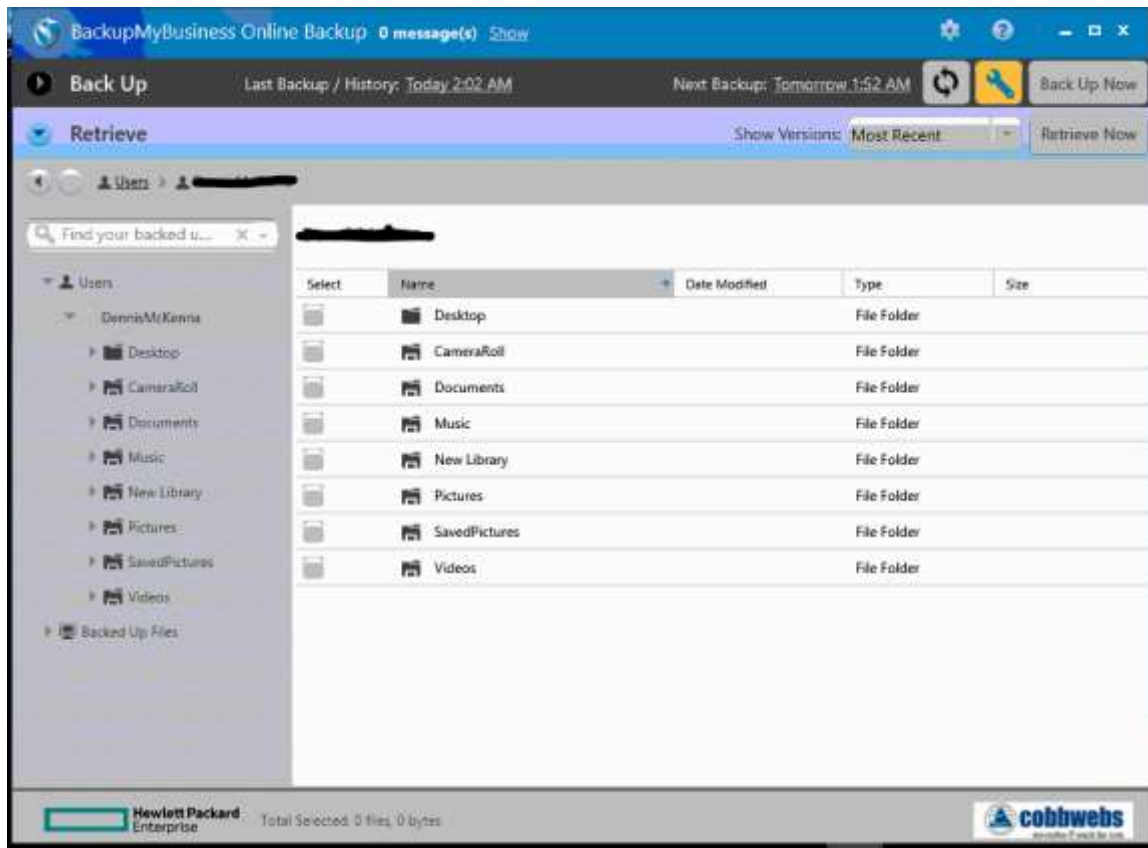 BackupMyBusiness Online Backup 0 message(s) Show
Back Up Last Backup / History: Today 2:02 AM Next Backup: Tomorrow 1:52 AM Back Up Now
Retrieve Show Versions: Most Recent Retrieve Now
Users
Find your backed u...
Select Name Date Modified Type Size
Users
DennisMcKenna
Desktop
CameraRoll
Documents
Music
New Library
Pictures
SavedPictures
Videos
Backed Up Files
Desktop File Folder
CameraRoll File Folder
Documents File Folder
Music File Folder
New Library File Folder
Pictures File Folder
SavedPictures File Folder
Videos File Folder
Hewlett Packard
Enterprise
Total Selected: 0 files, 0 bytes
cobbwebs